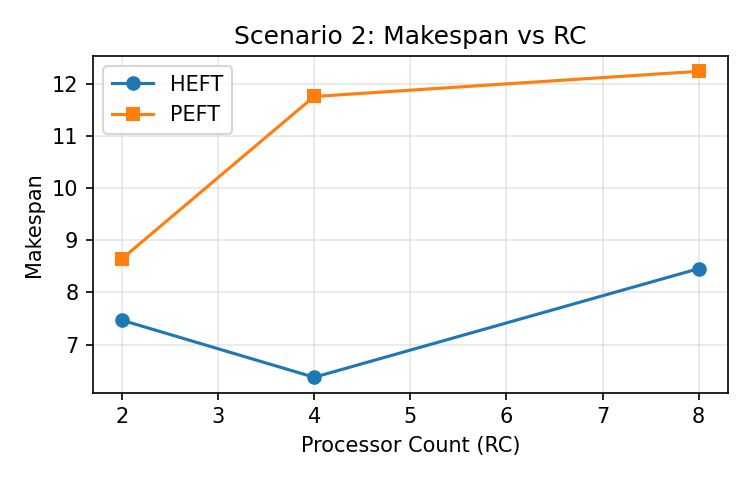 Scenario 2: Makespan vs RC
HEFT
PEFT
Makespan
12
11
10
9
8
7
2 3 4 5 6 7 8
Processor Count (RC)